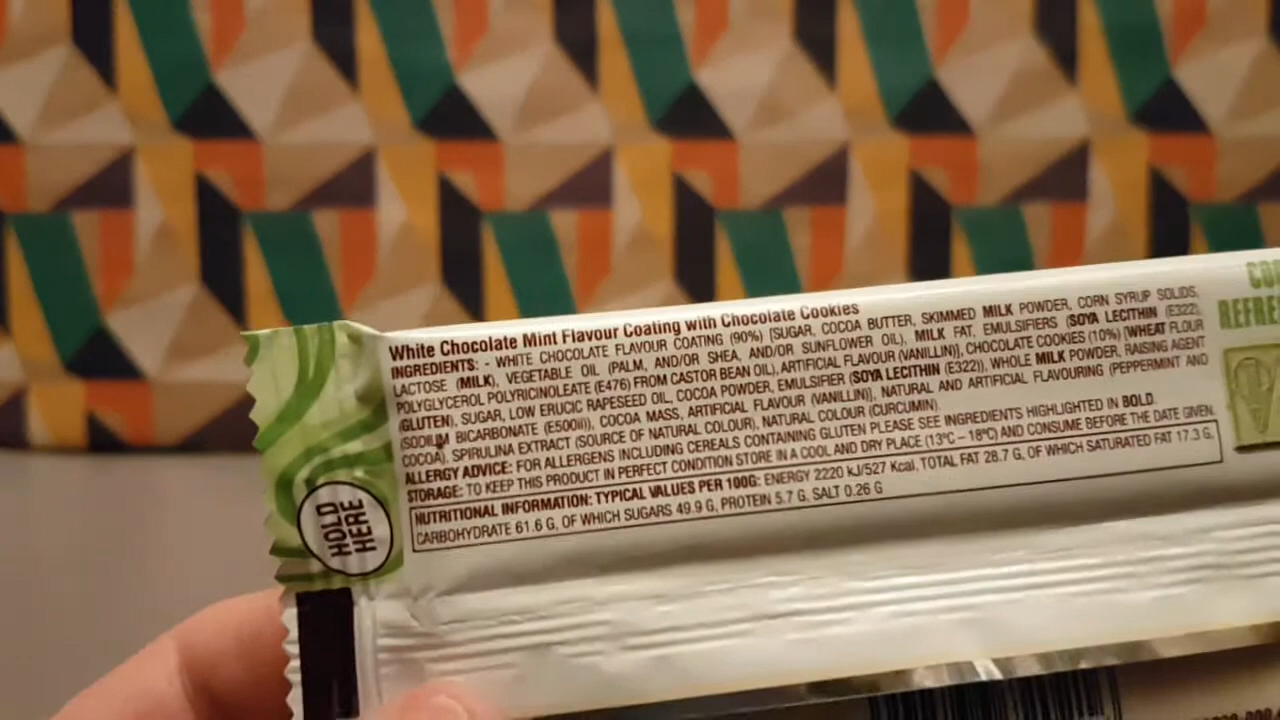 White Chocolate Mint Flavour Coating with Chocolate Cookies
INGREDIENTS: - WHITE CHOCOLATE FLAVOUR COATING (90%) [SUGAR, COCOA BUTTER, SKIMMED MILK POWDER, CORN SYRUP SOLIDS,
LACTOSE (MILK), VEGETABLE OIL (PALM, AND/OR SHEA, AND/OR SUNFLOWER OIL), MILK FAT, EMULSIFIERS (SOYA LECITHIN (E322),
POLYGLYCEROL POLYRICINOLEATE (E476) FROM CASTOR BEAN OIL), ARTIFICIAL FLAVOUR (VANILLIN)], CHOCOLATE COOKIES (10%) [WHEAT FLOUR
(GLUTEN), SUGAR, LOW ERUCIC RAPESEED OIL, COCOA POWDER, EMULSIFIER (SOYA LECITHIN (E322)), WHOLE MILK POWDER, RAISING AGENT
(SODIUM BICARBONATE (E500ii)), COCOA MASS, ARTIFICIAL FLAVOUR (VANILLIN)], NATURAL AND ARTIFICIAL FLAVOURING (PEPPERMINT AND
COCOA), SPIRULINA EXTRACT (SOURCE OF NATURAL COLOUR), NATURAL COLOUR (CURCUMIN).
ALLERGY ADVICE: FOR ALLERGENS INCLUDING CEREALS CONTAINING GLUTEN PLEASE SEE INGREDIENTS HIGHLIGHTED IN BOLD.
STORAGE: TO KEEP THIS PRODUCT IN PERFECT CONDITION STORE IN A COOL AND DRY PLACE (13ºC – 18ºC) AND CONSUME BEFORE THE DATE GIVEN.
NUTRITIONAL INFORMATION: TYPICAL VALUES PER 100G: ENERGY 2220 kJ/527 Kcal, TOTAL FAT 28.7 G, OF WHICH SATURATED FAT 17.3 G,
CARBOHYDRATE 61.6 G, OF WHICH SUGARS 49.9 G, PROTEIN 5.7 G, SALT 0.26 G
HOLD
HERE